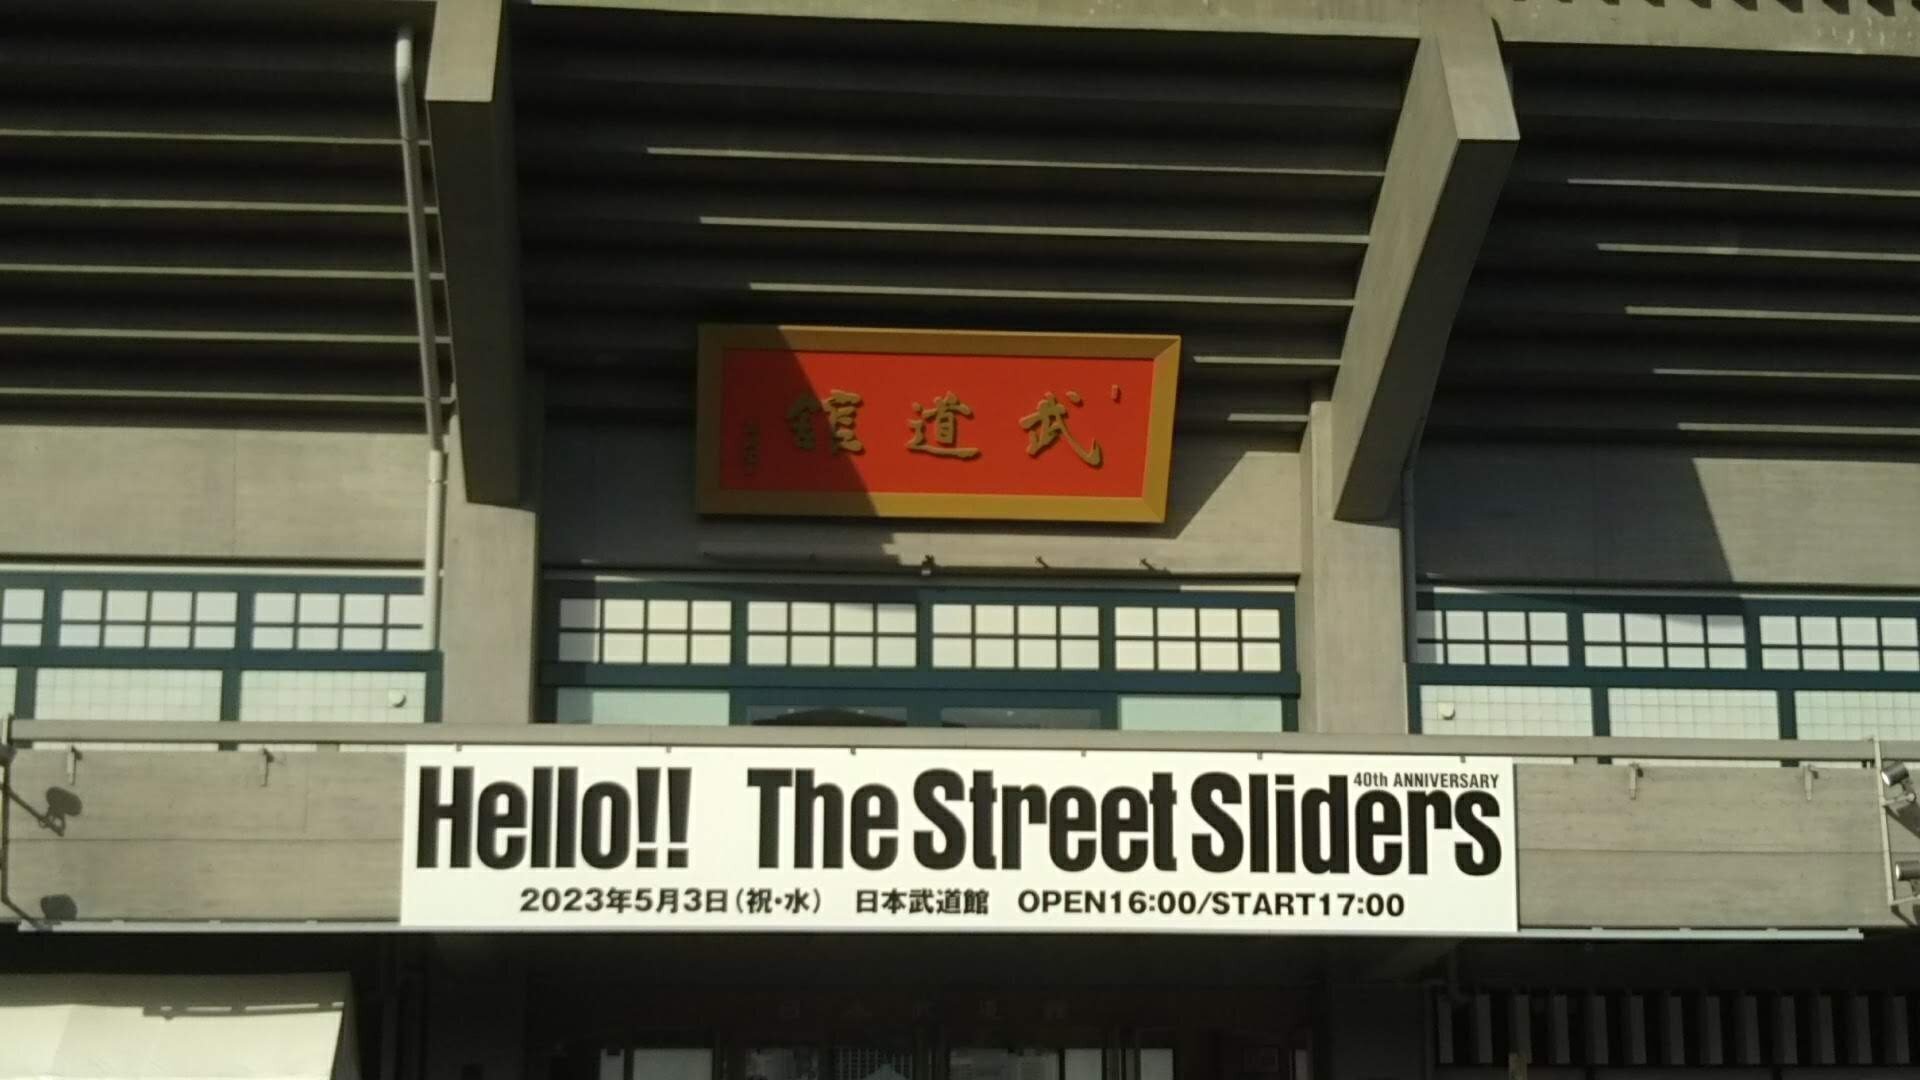 武道館
Hello!! The Street Sliders
40th ANNIVERSARY
2023年5月3日(祝・水) 日本武道館 OPEN16:00/START17:00